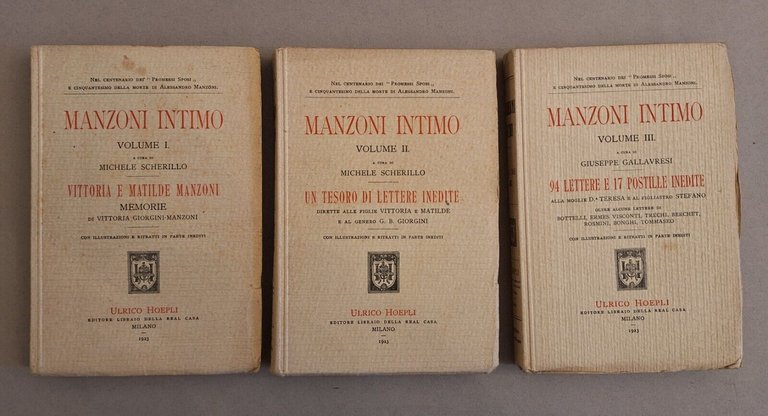 Nel centenario dei "Promessi Sposi„
e cinquantesimo della morte di Alessandro Manzoni.
MANZONI INTIMO
VOLUME I.
a cura di
MICHELE SCHERILLO
VITTORIA E MATILDE MANZONI
MEMORIE
di VITTORIA GIORGINI-MANZONI
CON ILLUSTRAZIONI E RITRATTI IN PARTE INEDITI
Ulrico Hoepli
EDITORE LIBRAIO DELLA REAL CASA
MILANO
1923
Nel centenario dei "Promessi Sposi„
e cinquantesimo della morte di Alessandro Manzoni.
MANZONI INTIMO
VOLUME II.
a cura di
MICHELE SCHERILLO
UN TESORO DI LETTERE INEDITE
DIRETTE ALLE FIGLIE VITTORIA E MATILDE
E AL GENERO G. B. GIORGINI
CON ILLUSTRAZIONI E RITRATTI IN PARTE INEDITI
Ulrico Hoepli
EDITORE LIBRAIO DELLA REAL CASA
MILANO
1923
Nel centenario dei "Promessi Sposi„
e cinquantesimo della morte di Alessandro Manzoni.
MANZONI INTIMO
VOLUME III.
a cura di
GIUSEPPE GALLAVRESI
94 LETTERE E 17 POSTILLE INEDITE
ALLA MOGLIE D.ª TERESA E AL FIGLIASTRO STEFANO
OLTRE ALCUNE LETTERE DI
BOTTELLI, ERMES VISCONTI, TRECHI, BERCHET,
ROSMINI, BONGHI, TOMMASEO
CON ILLUSTRAZIONI E RITRATTI IN PARTE INEDITI
Ulrico Hoepli
EDITORE LIBRAIO DELLA REAL CASA
MILANO
1923